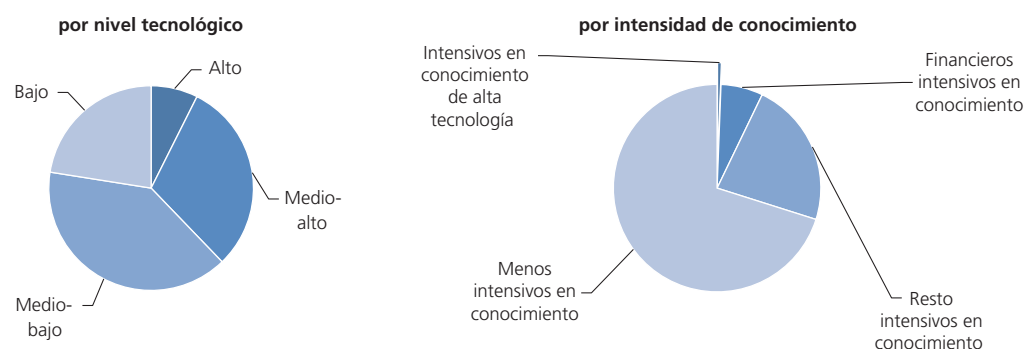 por nivel tecnológico
Alto
Bajo
Medio-
alto
Medio-
bajo
por intensidad de conocimiento
Intensivos en
conocimiento
de alta
tecnología
Financieros
intensivos en
conocimiento
Menos
intensivos en
conocimiento
Resto
intensivos en
conocimiento